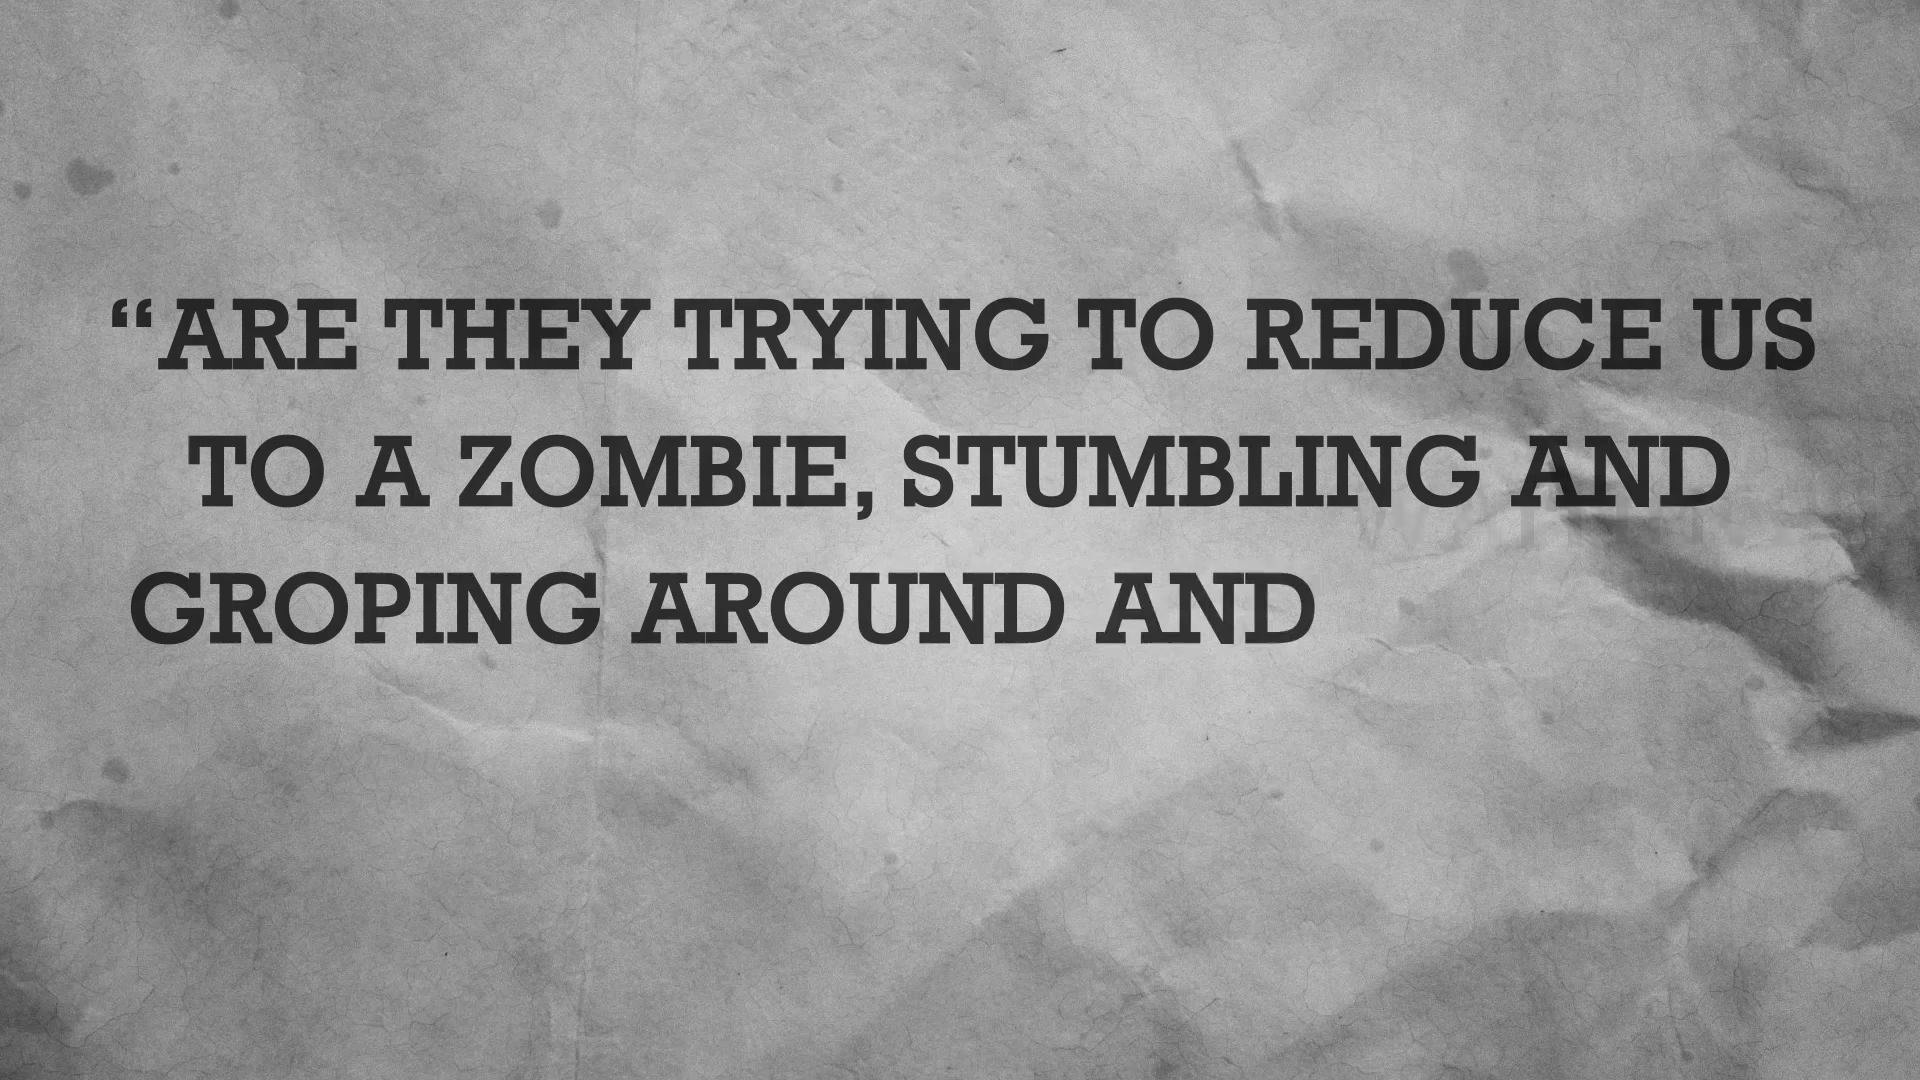 “ARE THEY TRYING TO REDUCE US
TO A ZOMBIE, STUMBLING AND
GROPING AROUND AND